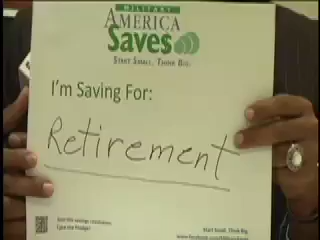 MILITARY
AMERICA
Saves
START SMALL. THINK BIG.
I'm Saving For:
Retirement
Start Small. Think Big.